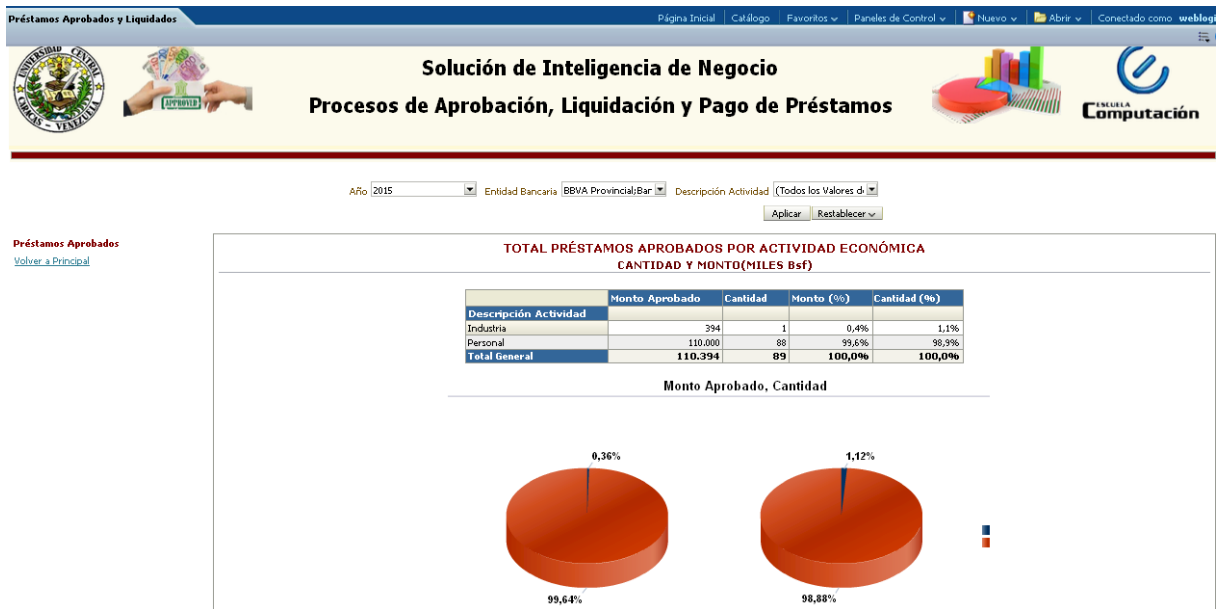 Préstamos Aprobados y Liquidados
Página Inicial Catálogo Favoritos Paneles de Control Nuevo Abrir Conectado como weblogi
UNIVERSIDAD CENTRAL
CARACAS - VENEZUELA
APPROVED
Solución de Inteligencia de Negocio
Procesos de Aprobación, Liquidación y Pago de Préstamos
ESCUELA
Computación
Año 2015 Entidad Bancaria BBVA Provincial;Bar Descripción Actividad (Todos los Valores d
Aplicar Restablecer
Préstamos Aprobados
Volver a Principal
TOTAL PRÉSTAMOS APROBADOS POR ACTIVIDAD ECONÓMICA
CANTIDAD Y MONTO(MILES Bsf)
Monto Aprobado Cantidad Monto (%) Cantidad (%)
Descripción Actividad
Industria 394 1 0,4% 1,1%
Personal 110.000 88 99,6% 98,9%
Total General 110.394 89 100,0% 100,0%
Monto Aprobado, Cantidad
0,36% 1,12%
99,64% 98,88%